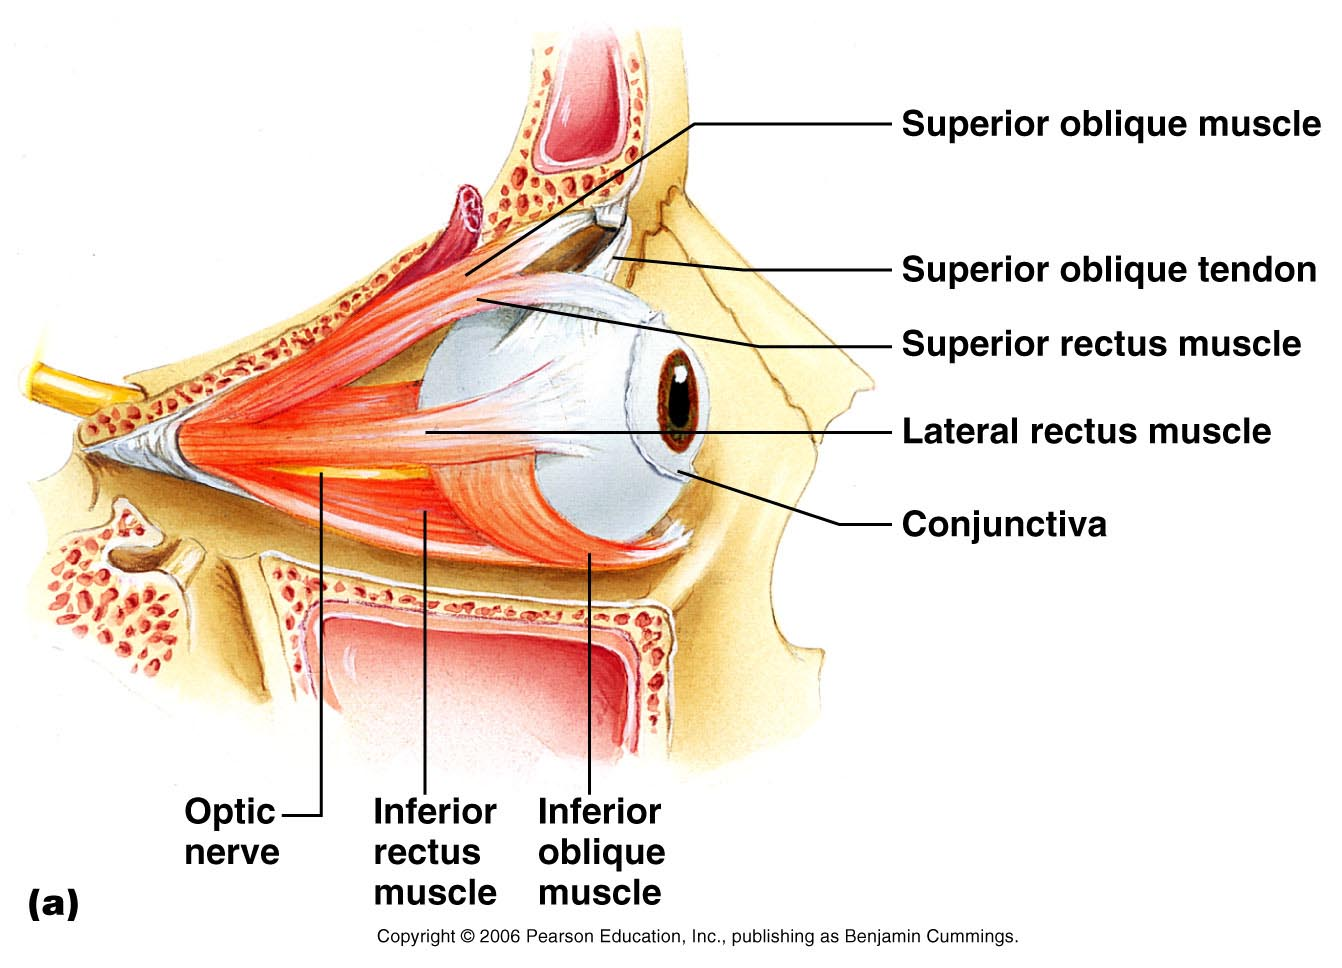 Superior oblique muscle
Superior oblique tendon
Superior rectus muscle
Lateral rectus muscle
Conjunctiva
Optic
nerve
Inferior
rectus
muscle
Inferior
oblique
muscle
(a)
Copyright © 2006 Pearson Education, Inc., publishing as Benjamin Cummings.